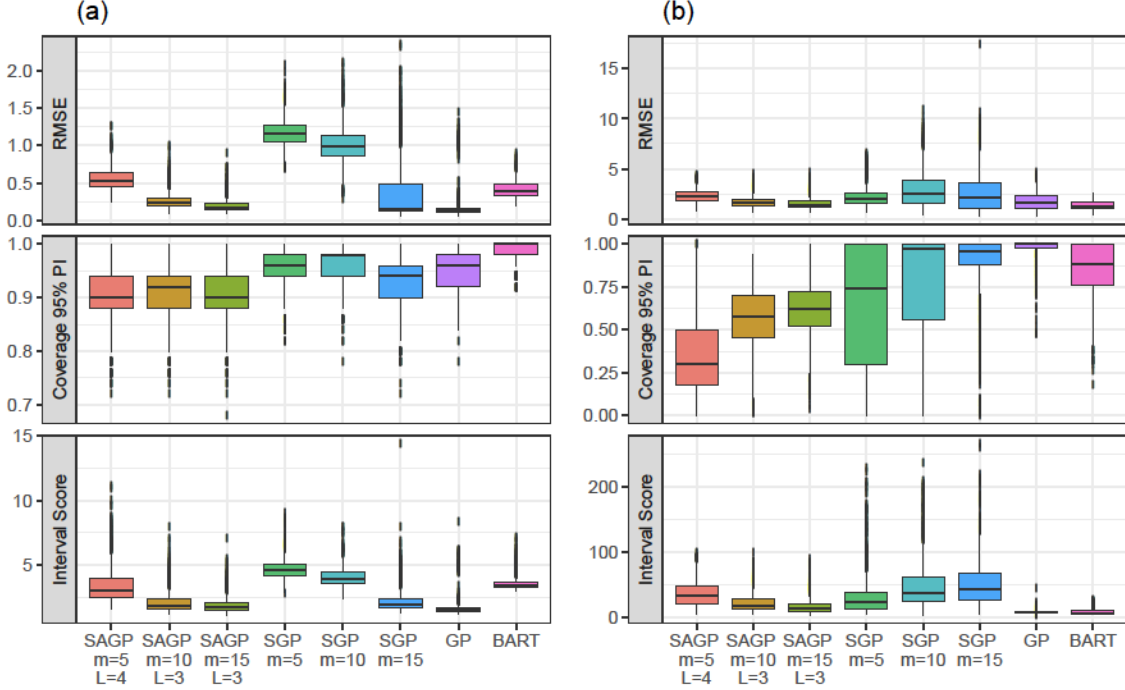 (a)
RMSE
2.0
1.5
1.0
0.5
0.0
Coverage 95% PI
1.0
0.9
0.8
0.7
Interval Score
15
10
5
SAGP SAGP SAGP SGP SGP SGP GP BART
m=5 m=10 m=15 m=5 m=10 m=15
L=4 L=3 L=3
(b)
RMSE
15
10
5
0
Coverage 95% PI
1.00
0.75
0.50
0.25
0.00
Interval Score
200
100
50
0
SAGP SAGP SAGP SGP SGP SGP GP BART
m=5 m=10 m=15 m=5 m=10 m=15
L=4 L=3 L=3